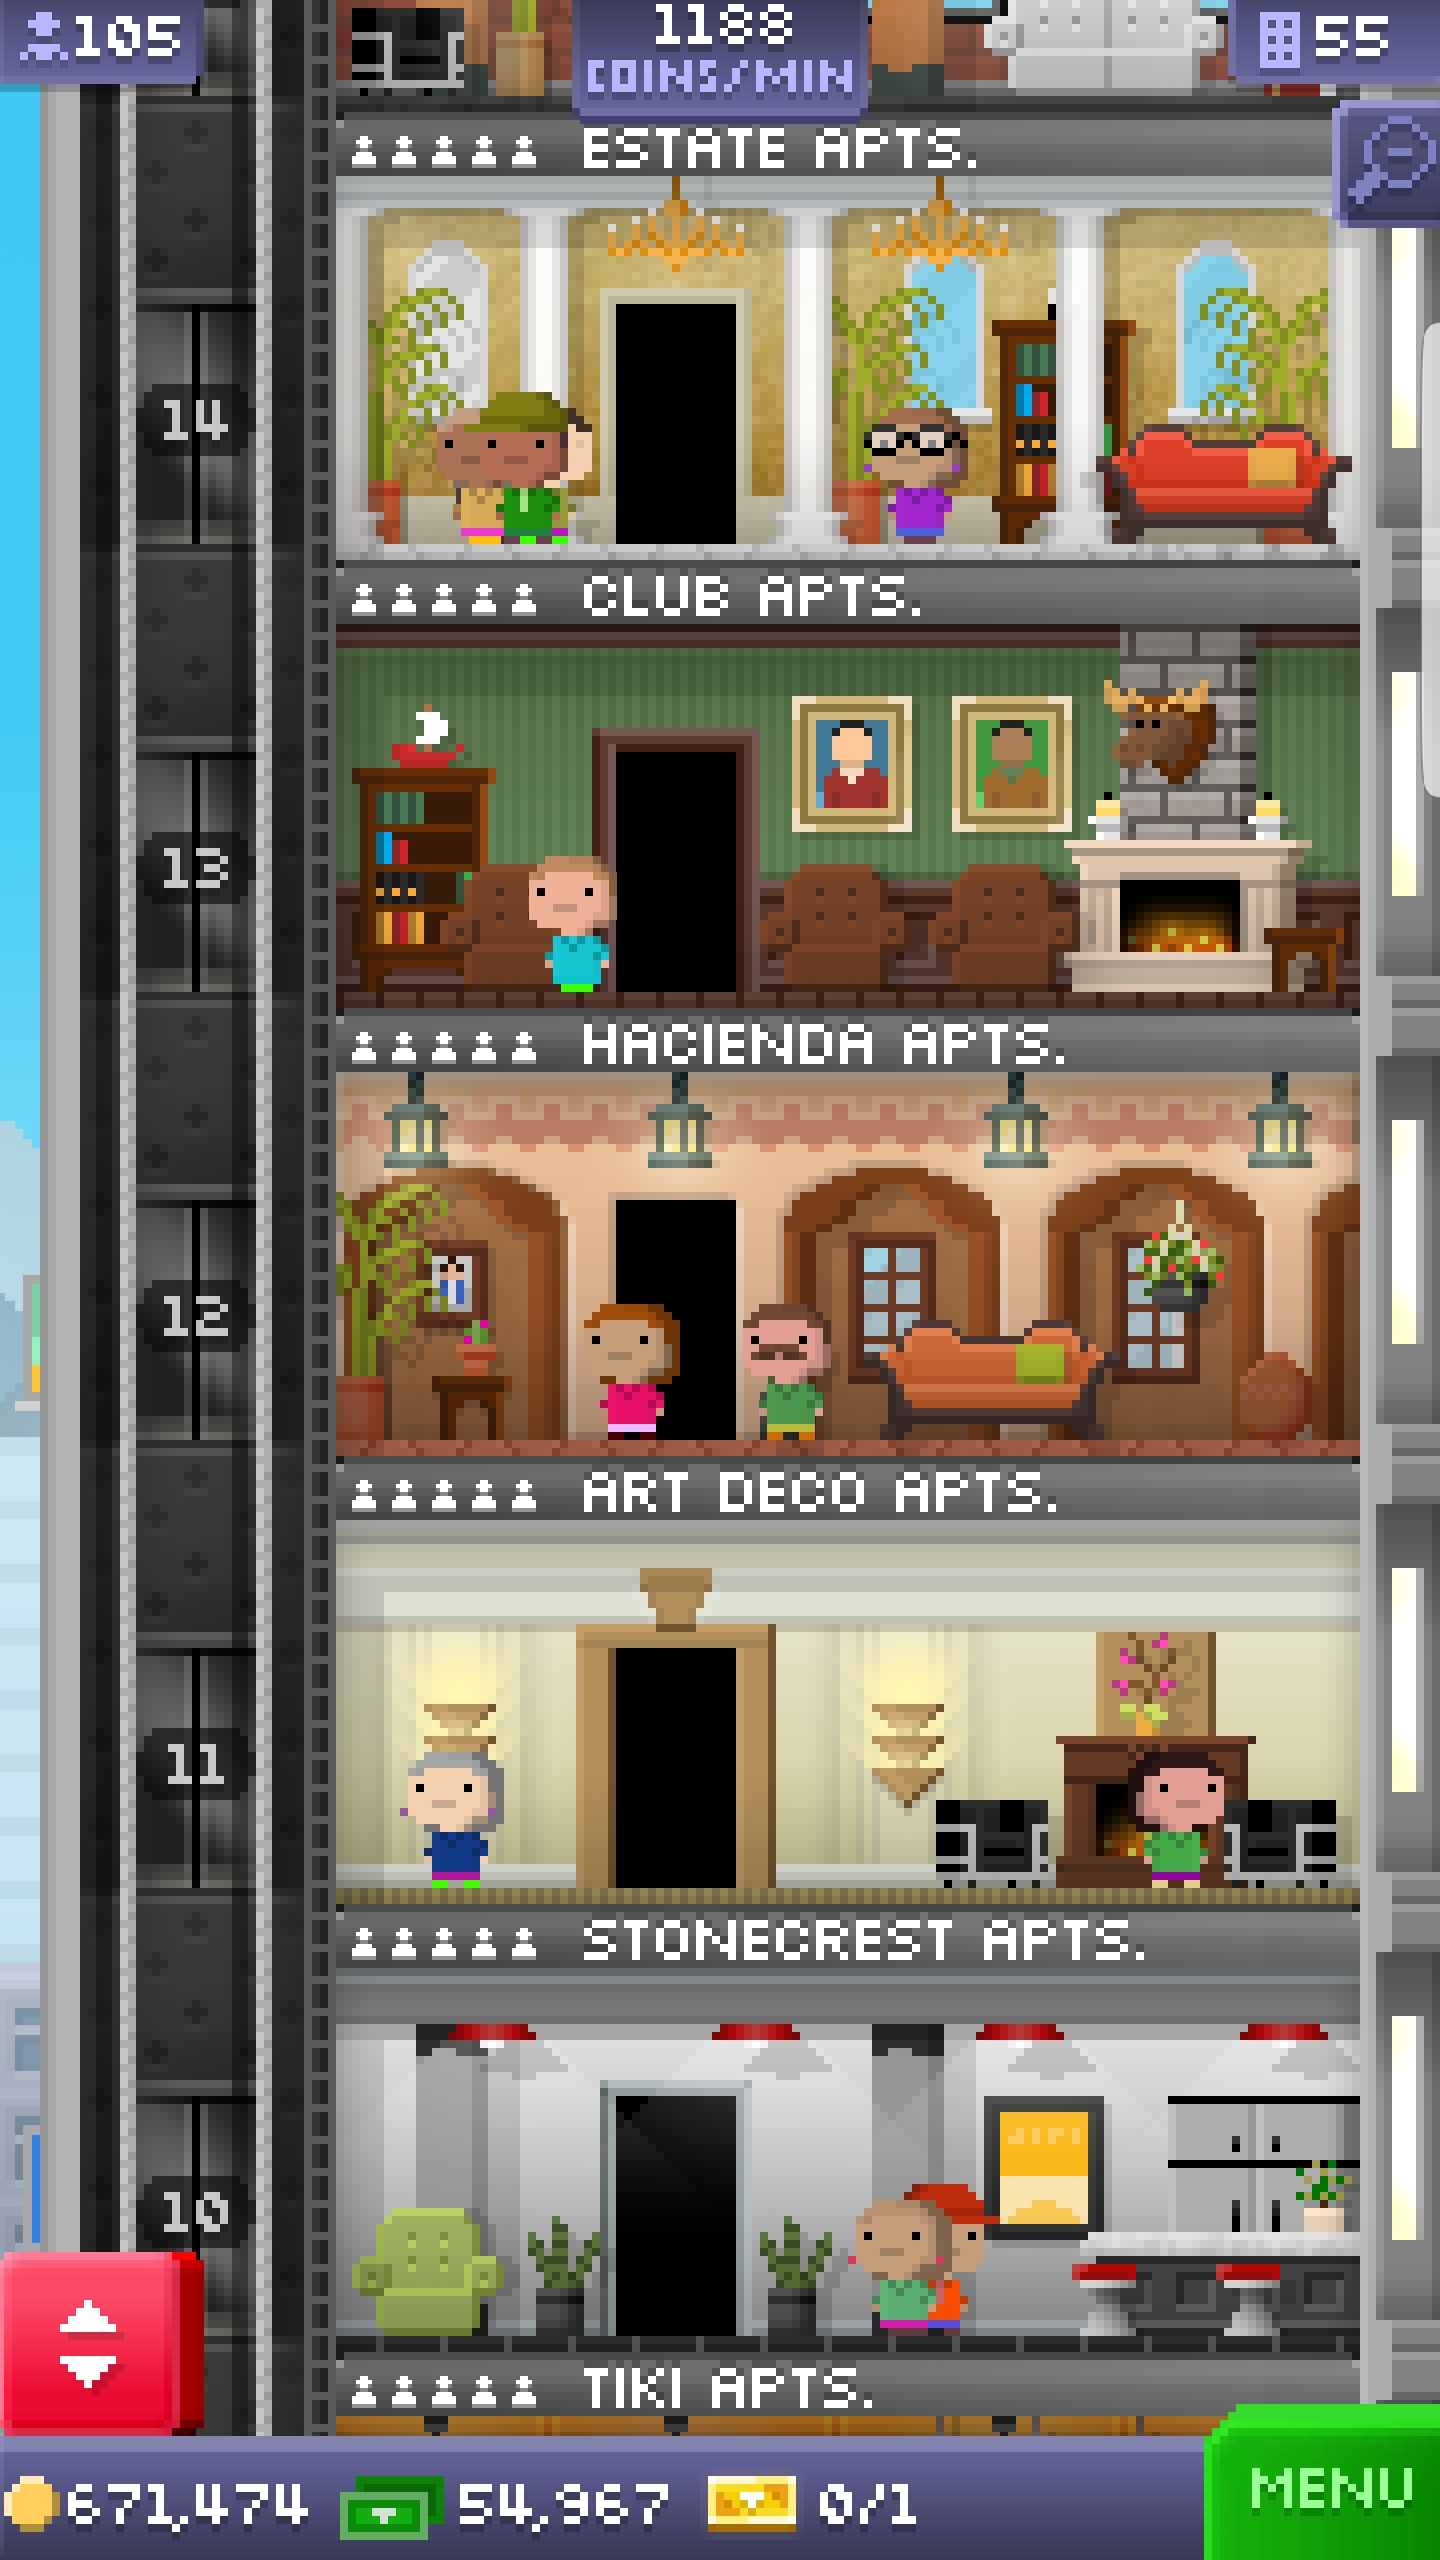 105
1188
COINS/MIN
55
ESTATE APTS.
14
CLUB APTS.
13
HACIENDA APTS.
12
ART DECO APTS.
11
STONECREST APTS.
10
TIKI APTS.
671,474
54,967
0/1
MENU